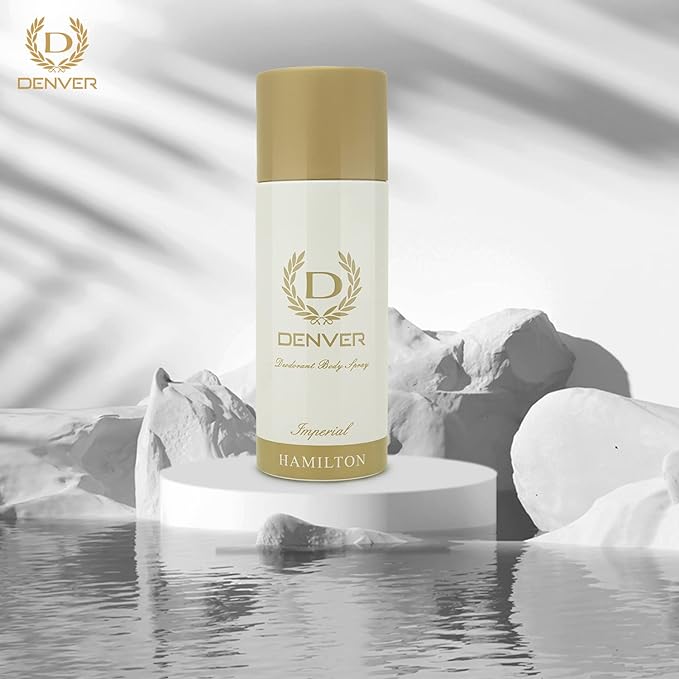 D
DENVER
D
DENVER
Deodorant Body Spray
Imperial
HAMILTON